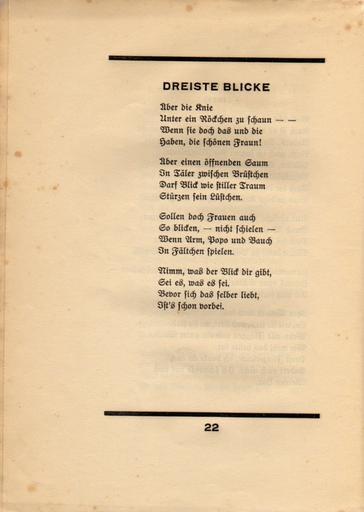 DREISTE BLICKE
Über die Knie
Unter ein Röckchen zu schaun — —
Wenn sie doch das und die
Haben, die schönen Fraun!
Über einen öffnenden Saum
In Täler zwischen Brüstchen
Darf Blick wie stiller Traum
Stürzen sein Lüstchen.
Sollen doch Frauen auch
So blicken, — nicht schielen —
Wenn Arm, Popo und Bauch
In Fältchen spielen.
Nimm, was der Blick dir gibt,
Sei es, was es sei.
Bevor sich das selber liebt,
Ist's schon vorbei.
22